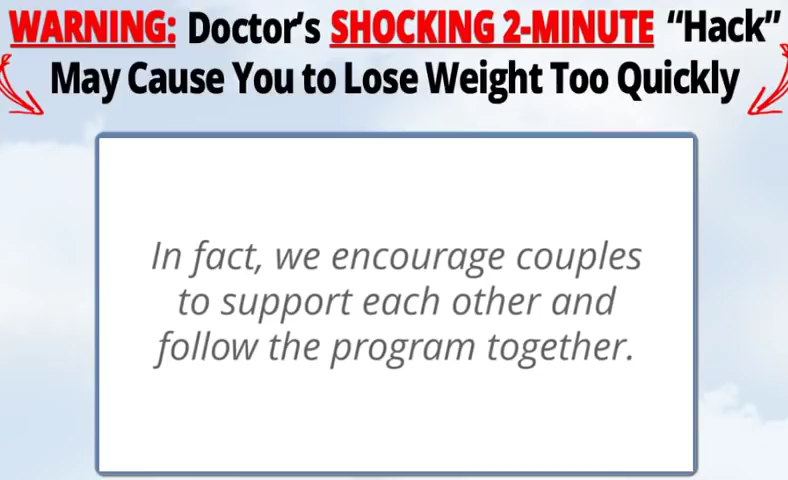 WARNING: Doctor's SHOCKING 2-MINUTE “Hack”
May Cause You to Lose Weight Too Quickly
In fact, we encourage couples
to support each other and
follow the program together.